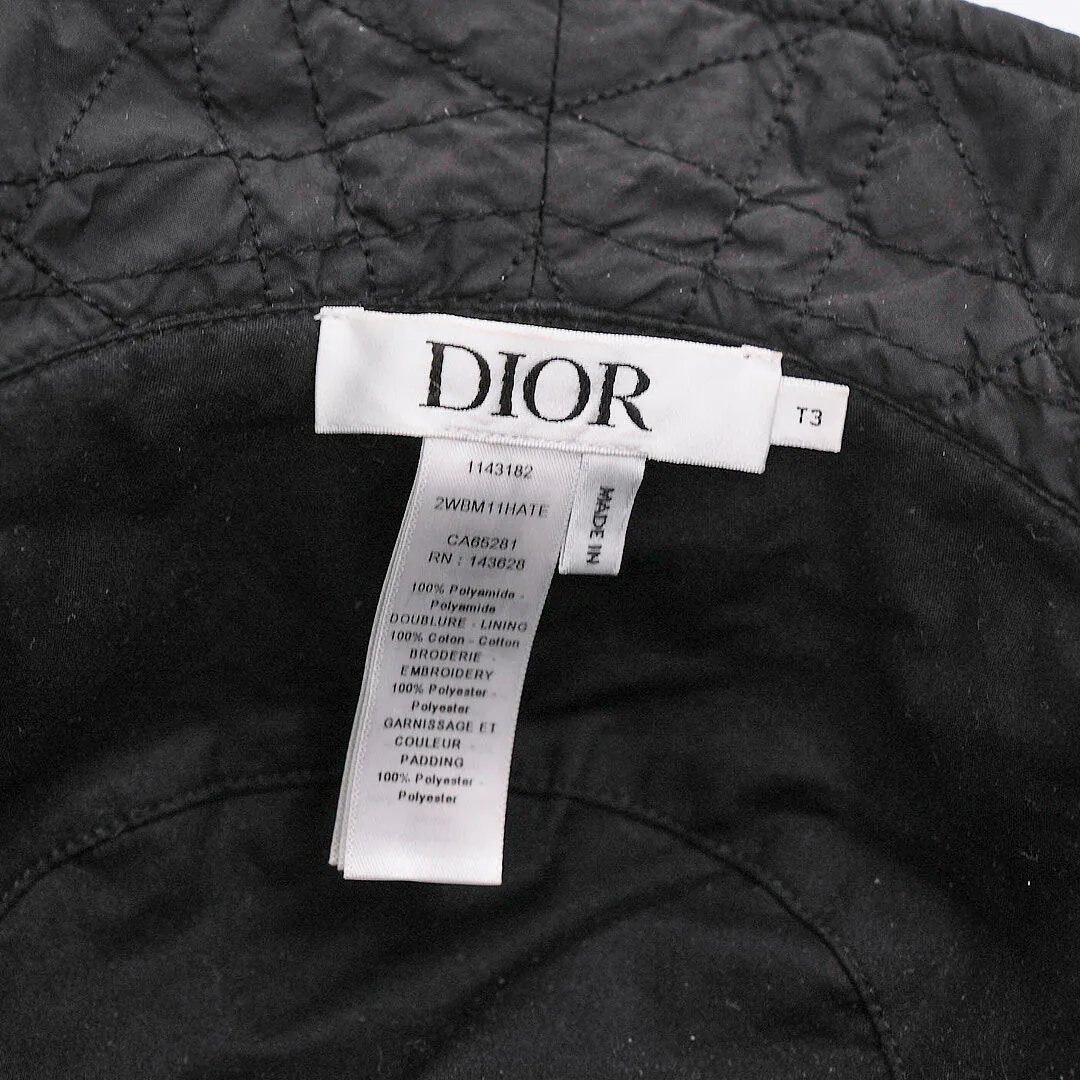 DIOR
T3
1143182
2WBM11HATE
CA65281
RN : 143628
100% Polyamide -
Polyamide
DOUBLURE - LINING
100% Coton - Cotton
BRODERIE -
EMBROIDERY
100% Polyester -
Polyester
GARNISSAGE ET
COULEUR -
PADDING
100% Polyester -
Polyester
MADE IN